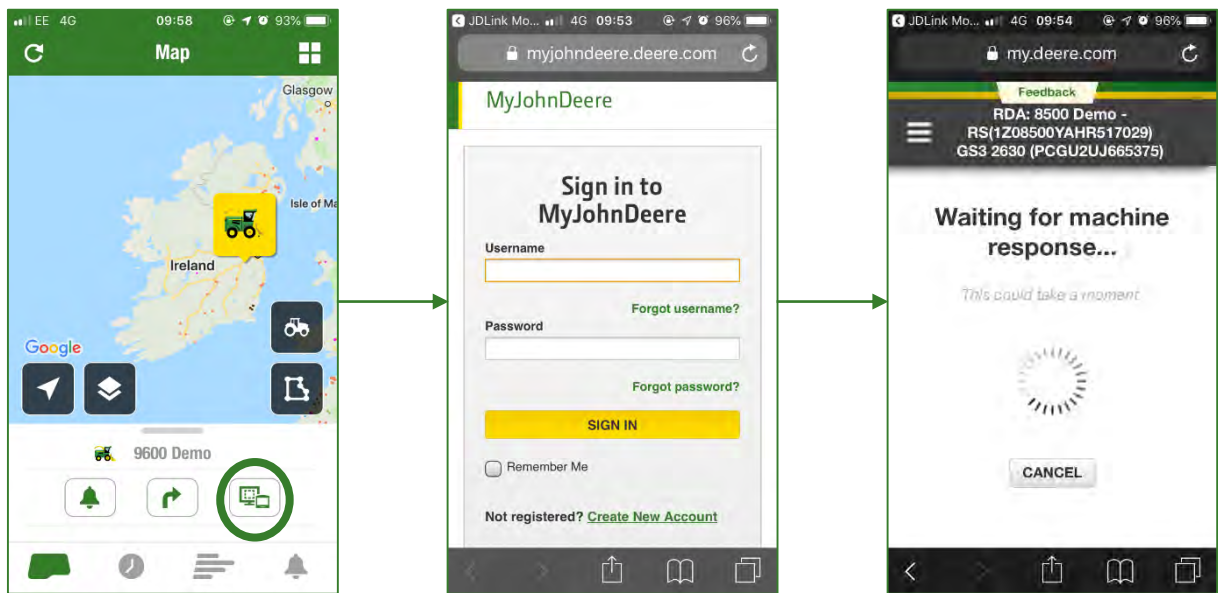 EE 4G 09:58 93%
Map
Glasgow
Isle of Ma
Ireland
Google
9600 Demo
JDLink Mo... 4G 09:53 96%
myjohndeere.deere.com
MyJohnDeere
Sign in to
MyJohnDeere
Username
Forgot username?
Password
Forgot password?
SIGN IN
Remember Me
Not registered? Create New Account
JDLink Mo... 4G 09:54 96%
my.deere.com
Feedback
RDA: 8500 Demo -
RS(1Z08500YAHR517029)
GS3 2630 (PCGU2UJ665375)
Waiting for machine
response...
This could take a moment
CANCEL